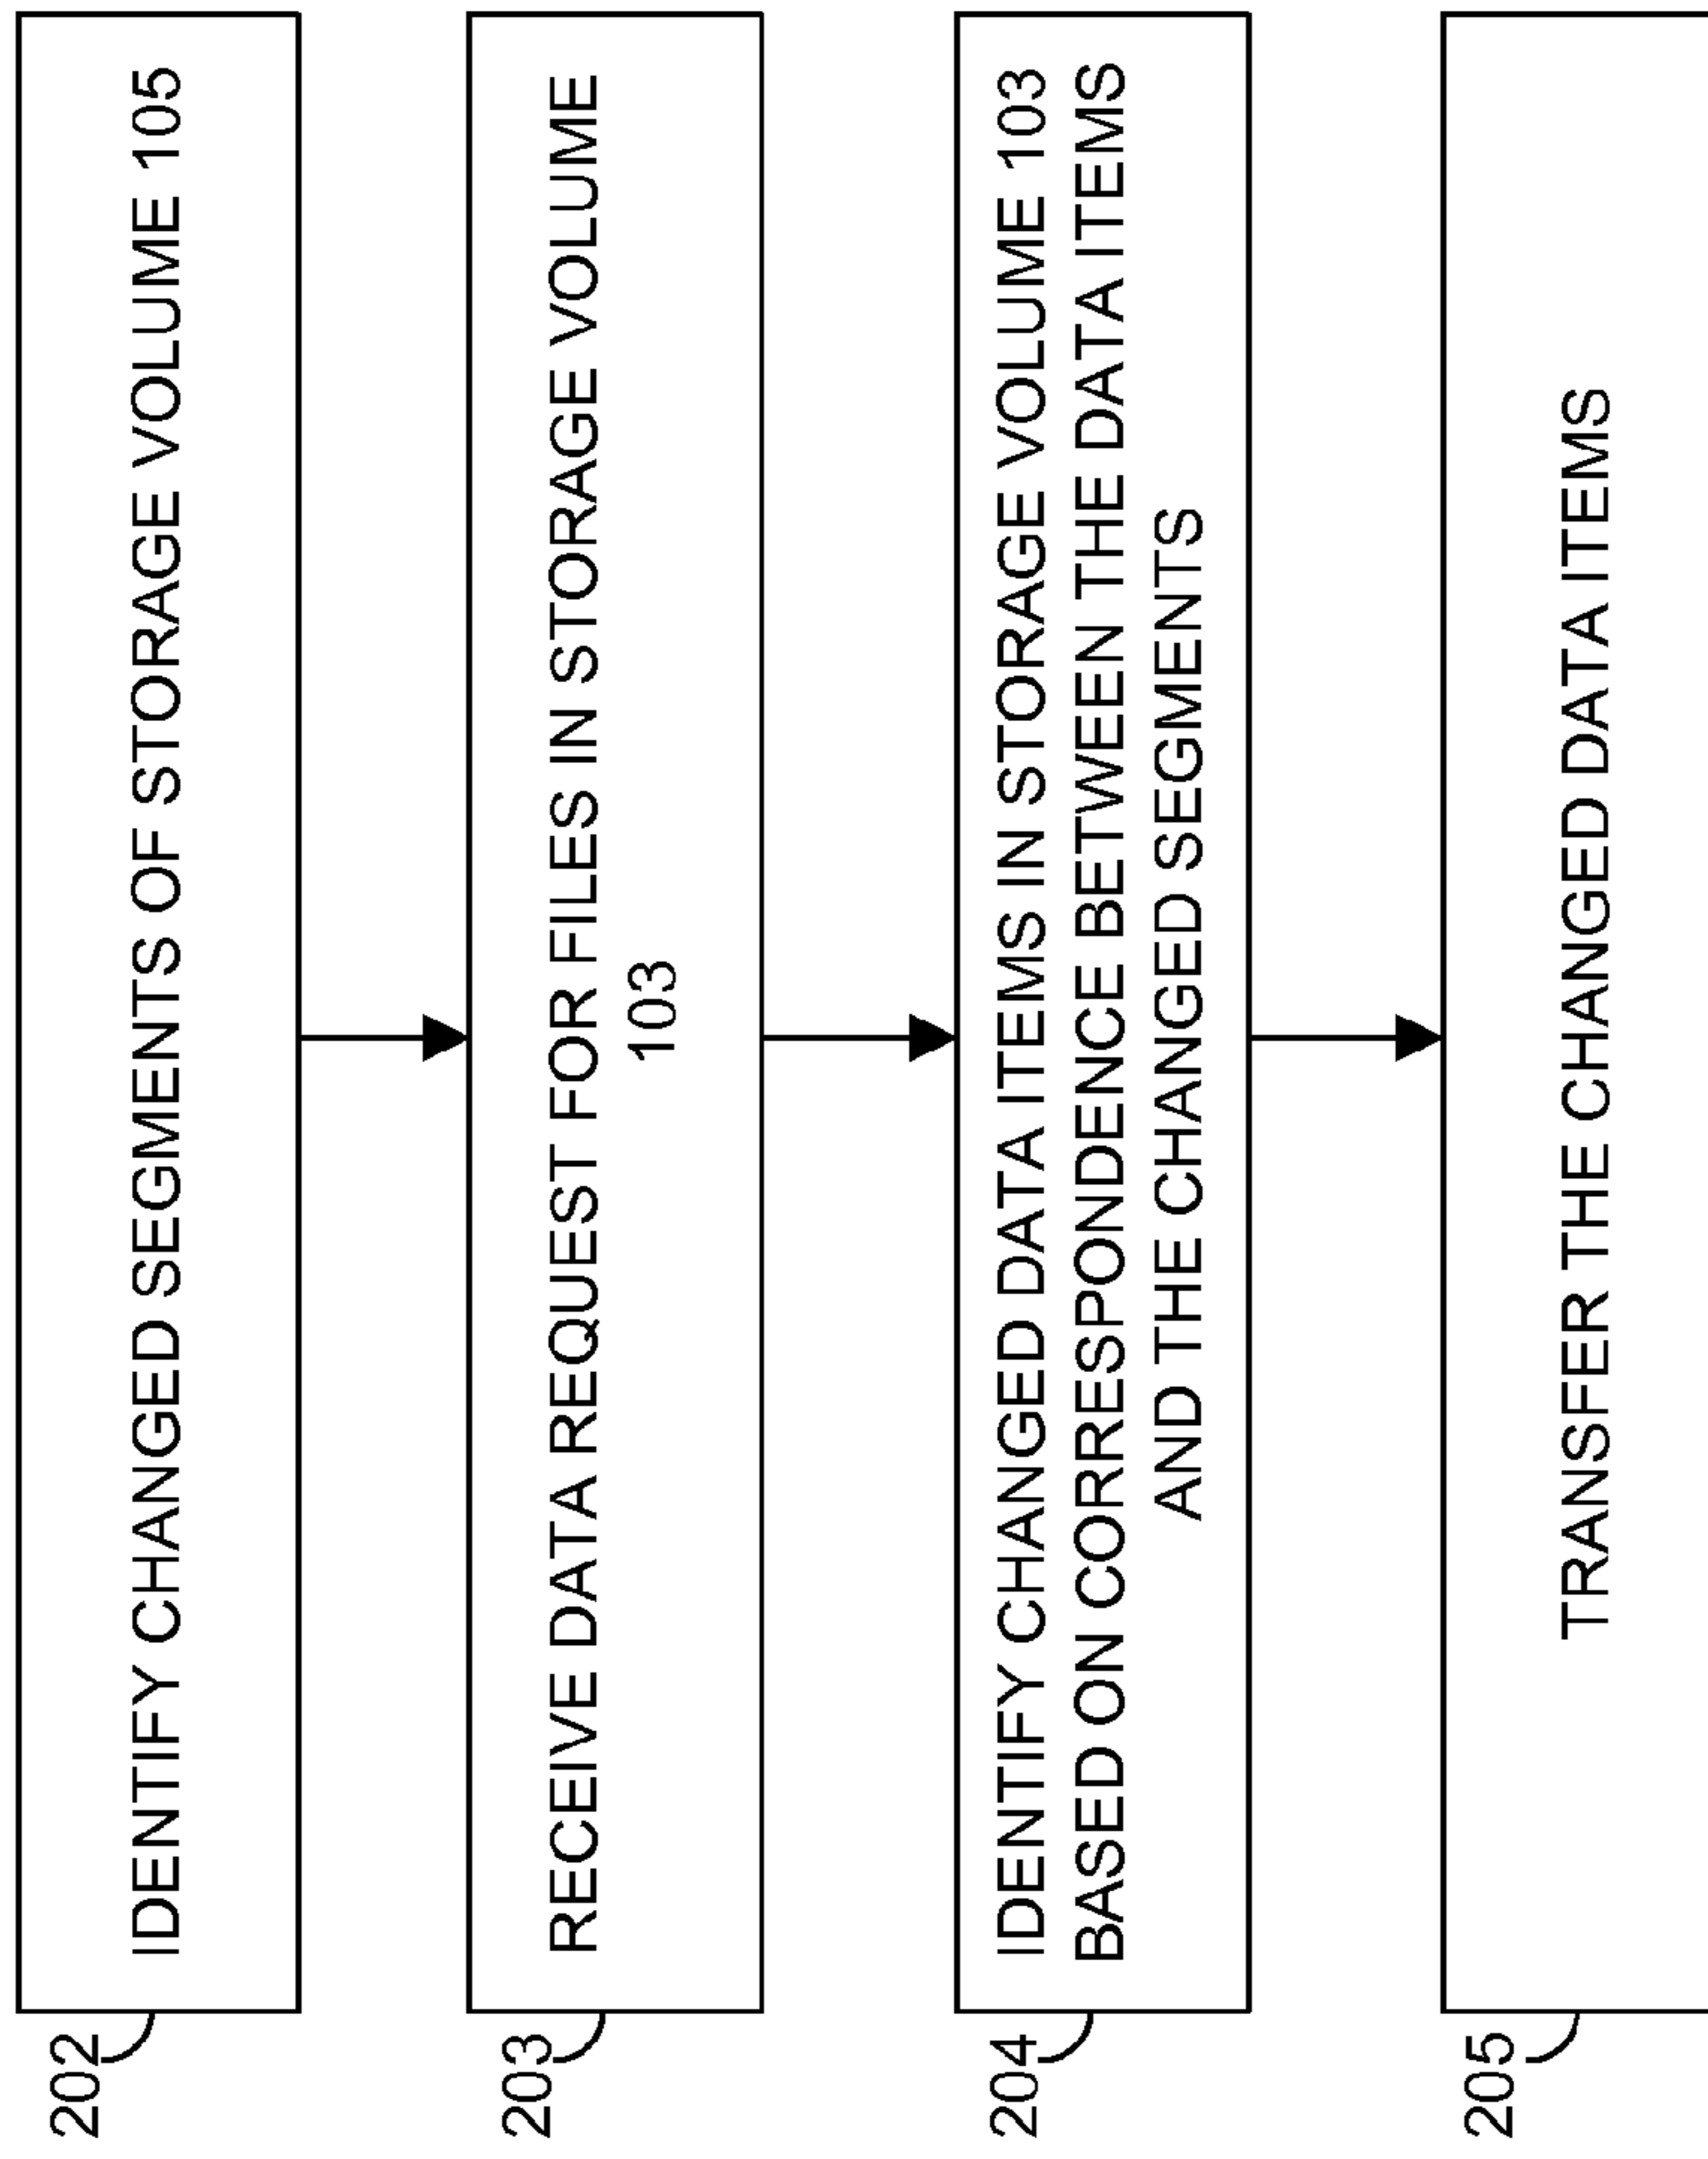 202
IDENTIFY CHANGED SEGMENTS OF STORAGE VOLUME 105
203
RECEIVE DATA REQUEST FOR FILES IN STORAGE VOLUME
103
204
IDENTIFY CHANGED DATA ITEMS IN STORAGE VOLUME 103
BASED ON CORRESPONDENCE BETWEEN THE DATA ITEMS
AND THE CHANGED SEGMENTS
205
TRANSFER THE CHANGED DATA ITEMS